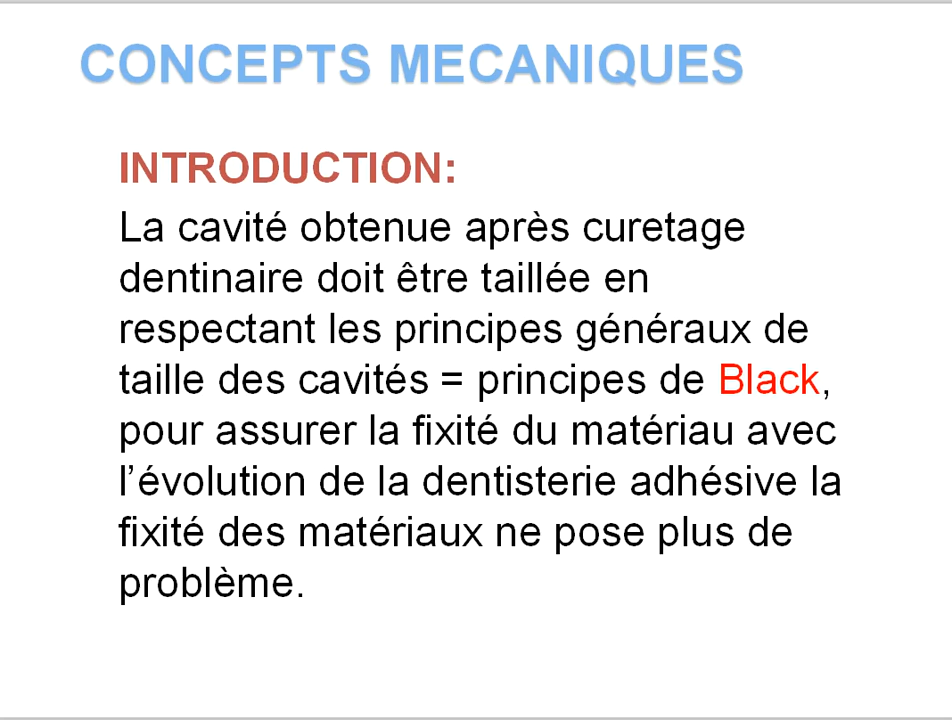 CONCEPTS MECANIQUES
INTRODUCTION:
La cavité obtenue après curetage
dentinaire doit être taillée en
respectant les principes généraux de
taille des cavités = principes de Black,
pour assurer la fixité du matériau avec
l’évolution de la dentisterie adhésive la
fixité des matériaux ne pose plus de
problème.